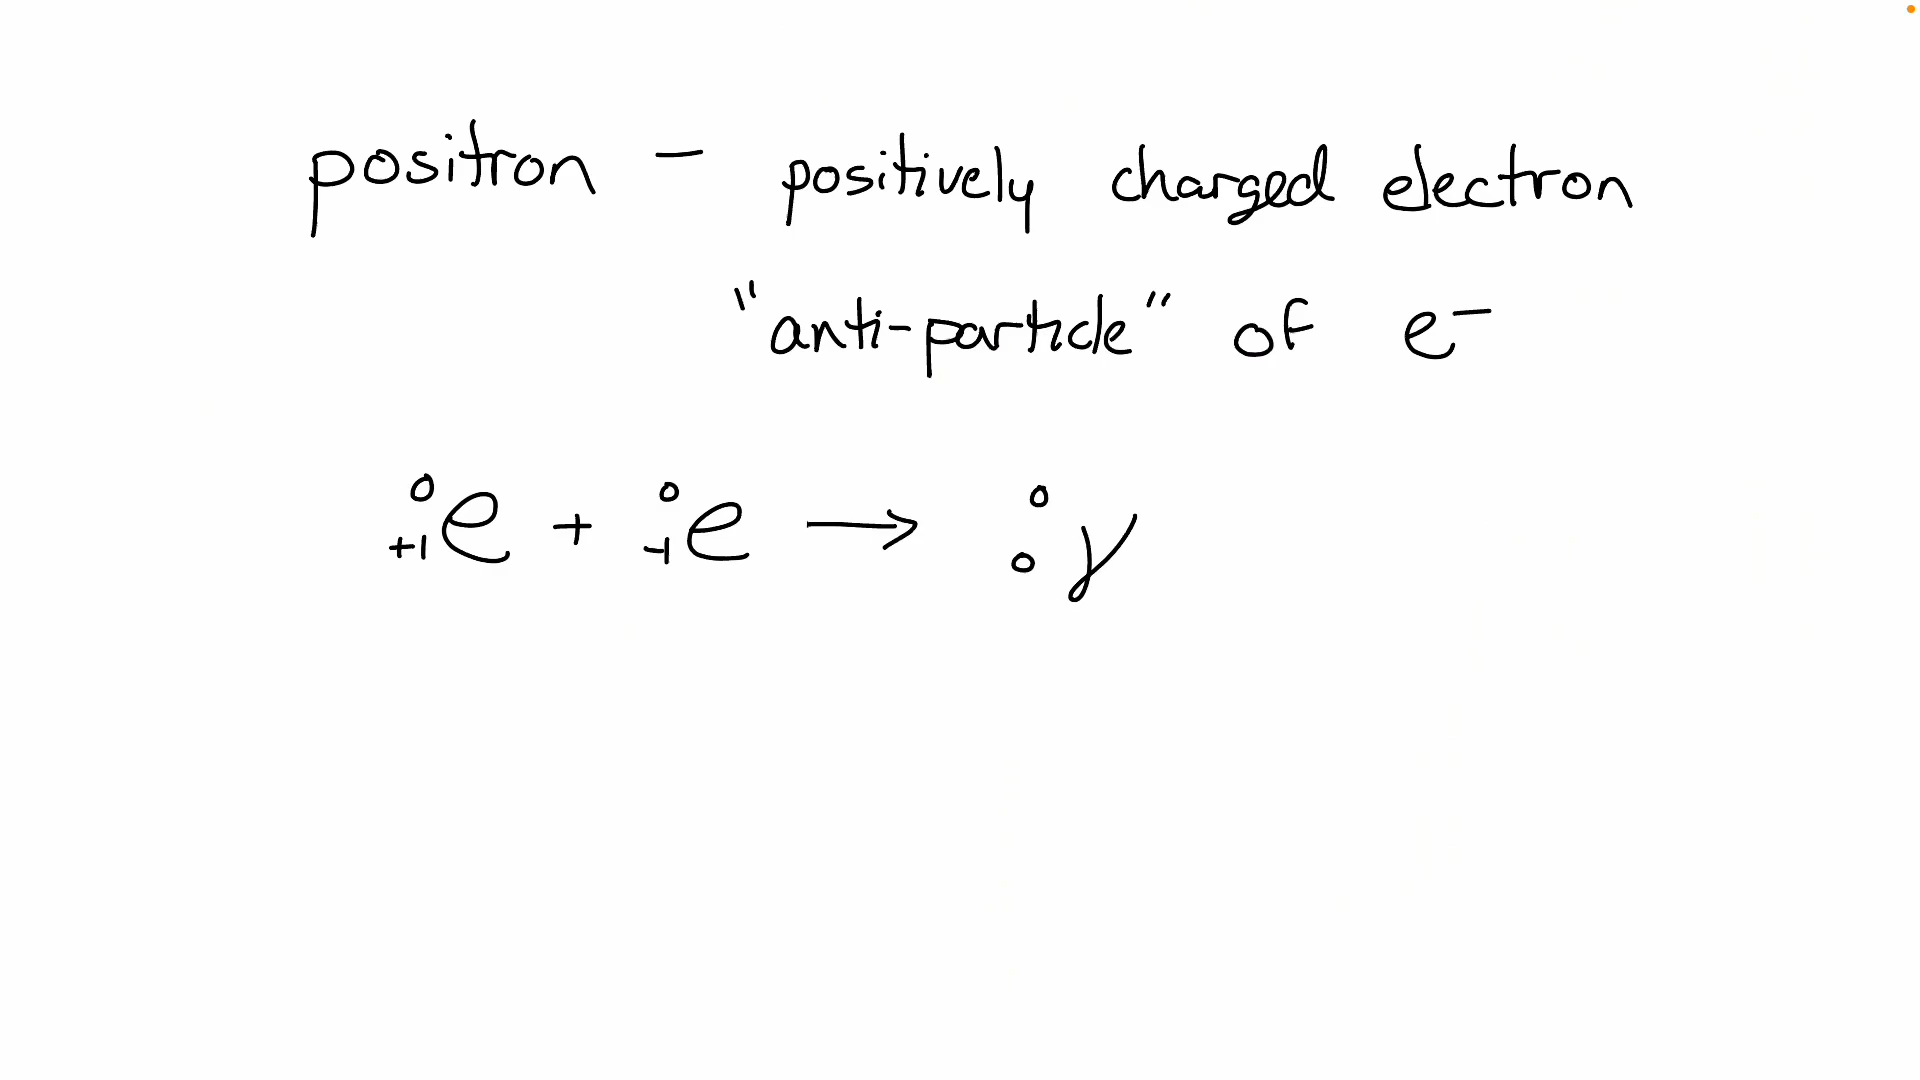 positron – positively charged electron
"anti-particle" of e⁻
⁰₊₁e + ⁰₋₁e → ⁰₀γ